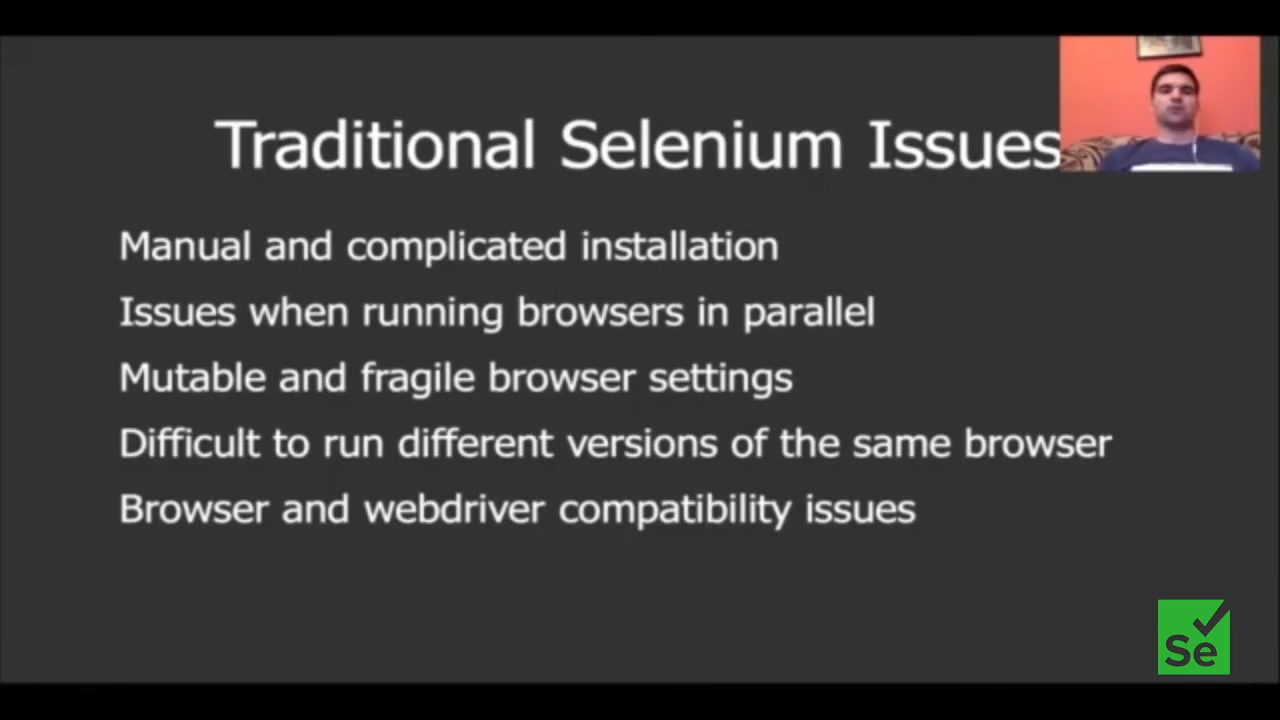 Traditional Selenium Issues
Manual and complicated installation
Issues when running browsers in parallel
Mutable and fragile browser settings
Difficult to run different versions of the same browser
Browser and webdriver compatibility issues
Se